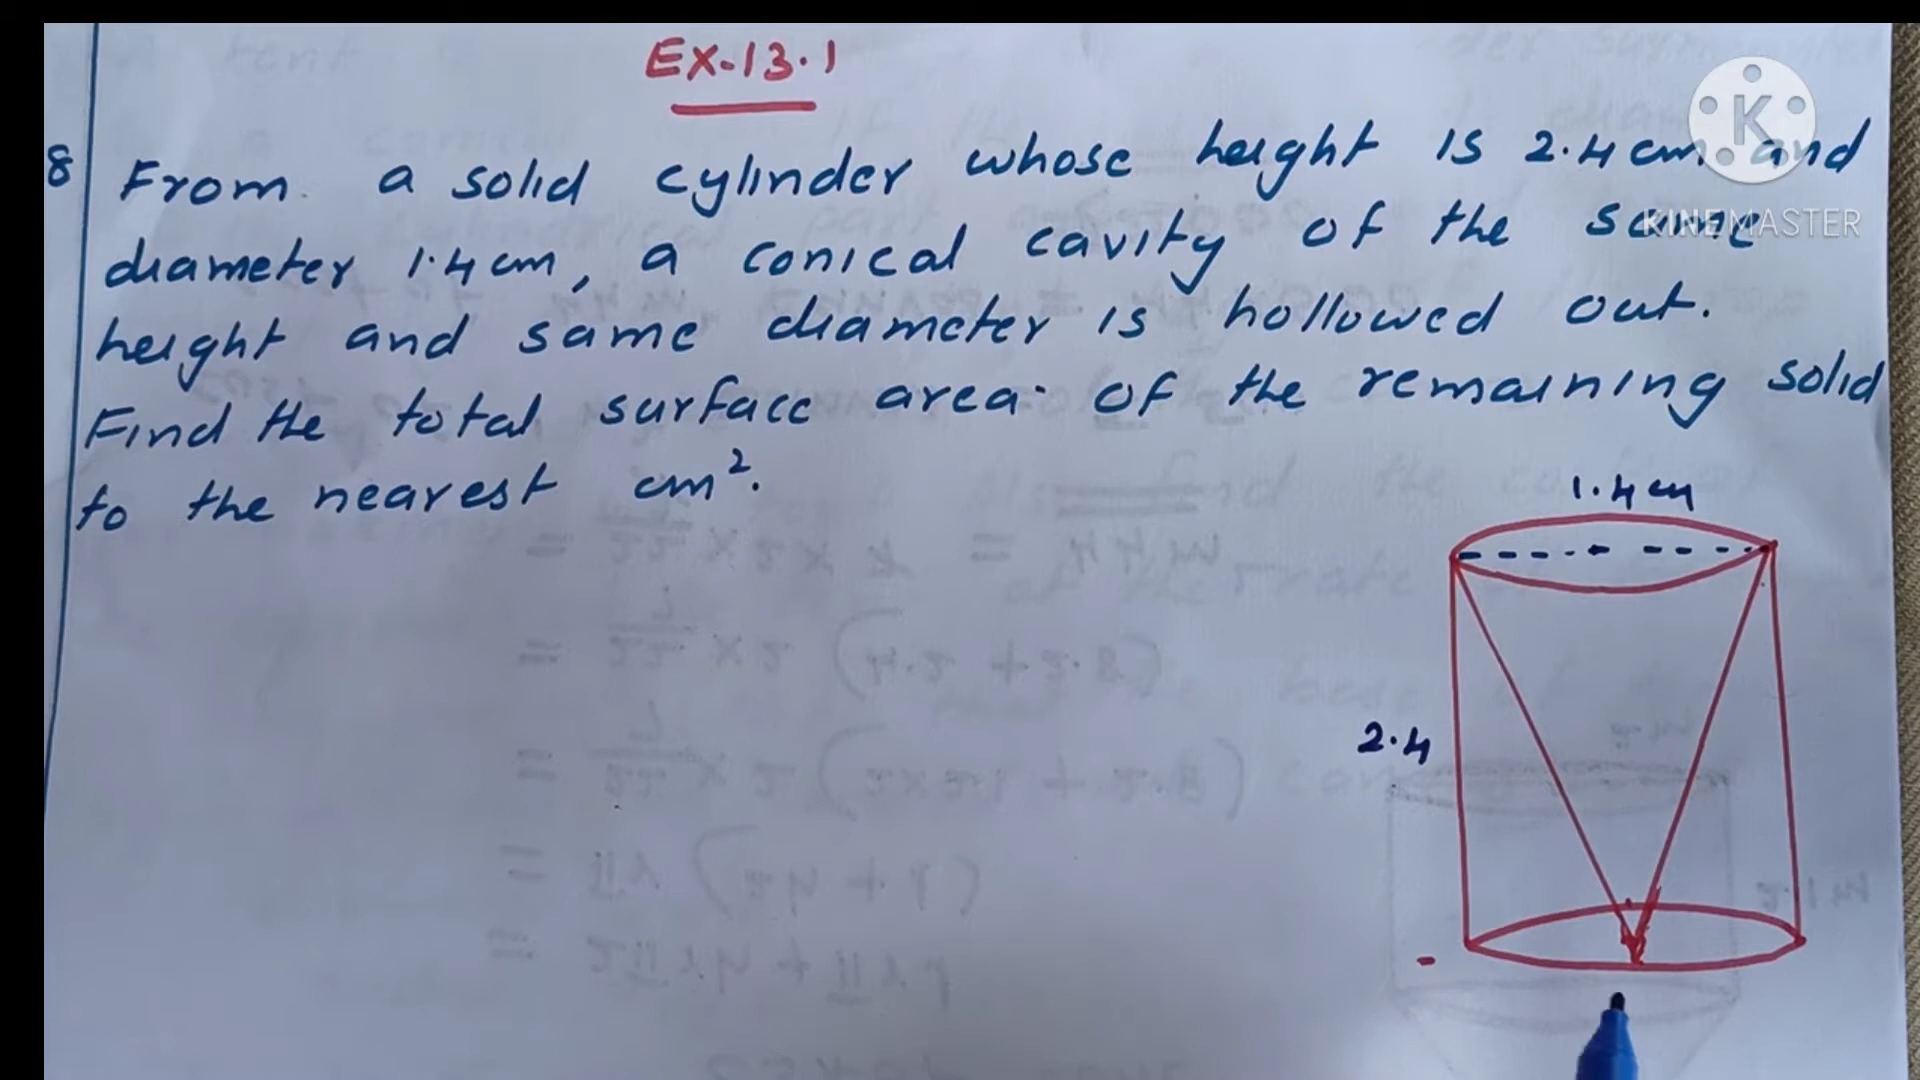 Ex-13.1
8 From a solid cylinder whose height is 2.4 cm and
diameter 1.4 cm, a conical cavity of the same
height and same diameter is hollowed out.
Find the total surface area of the remaining solid
to the nearest cm².
1.4 cm
2.4
K
KINEMASTER